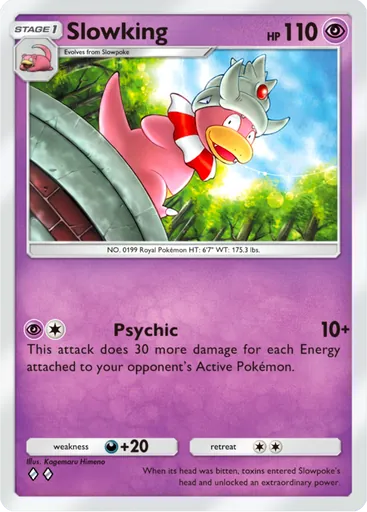 STAGE 1
Slowking
HP 110
Evolves from Slowpoke
NO. 0199 Royal Pokémon HT: 6'7" WT: 175.3 lbs.
Psychic 10+
This attack does 30 more damage for each Energy
attached to your opponent's Active Pokémon.
weakness +20 retreat
Illus. Kagemaru Himeno
When its head was bitten, toxins entered Slowpoke's
head and unlocked an extraordinary power.